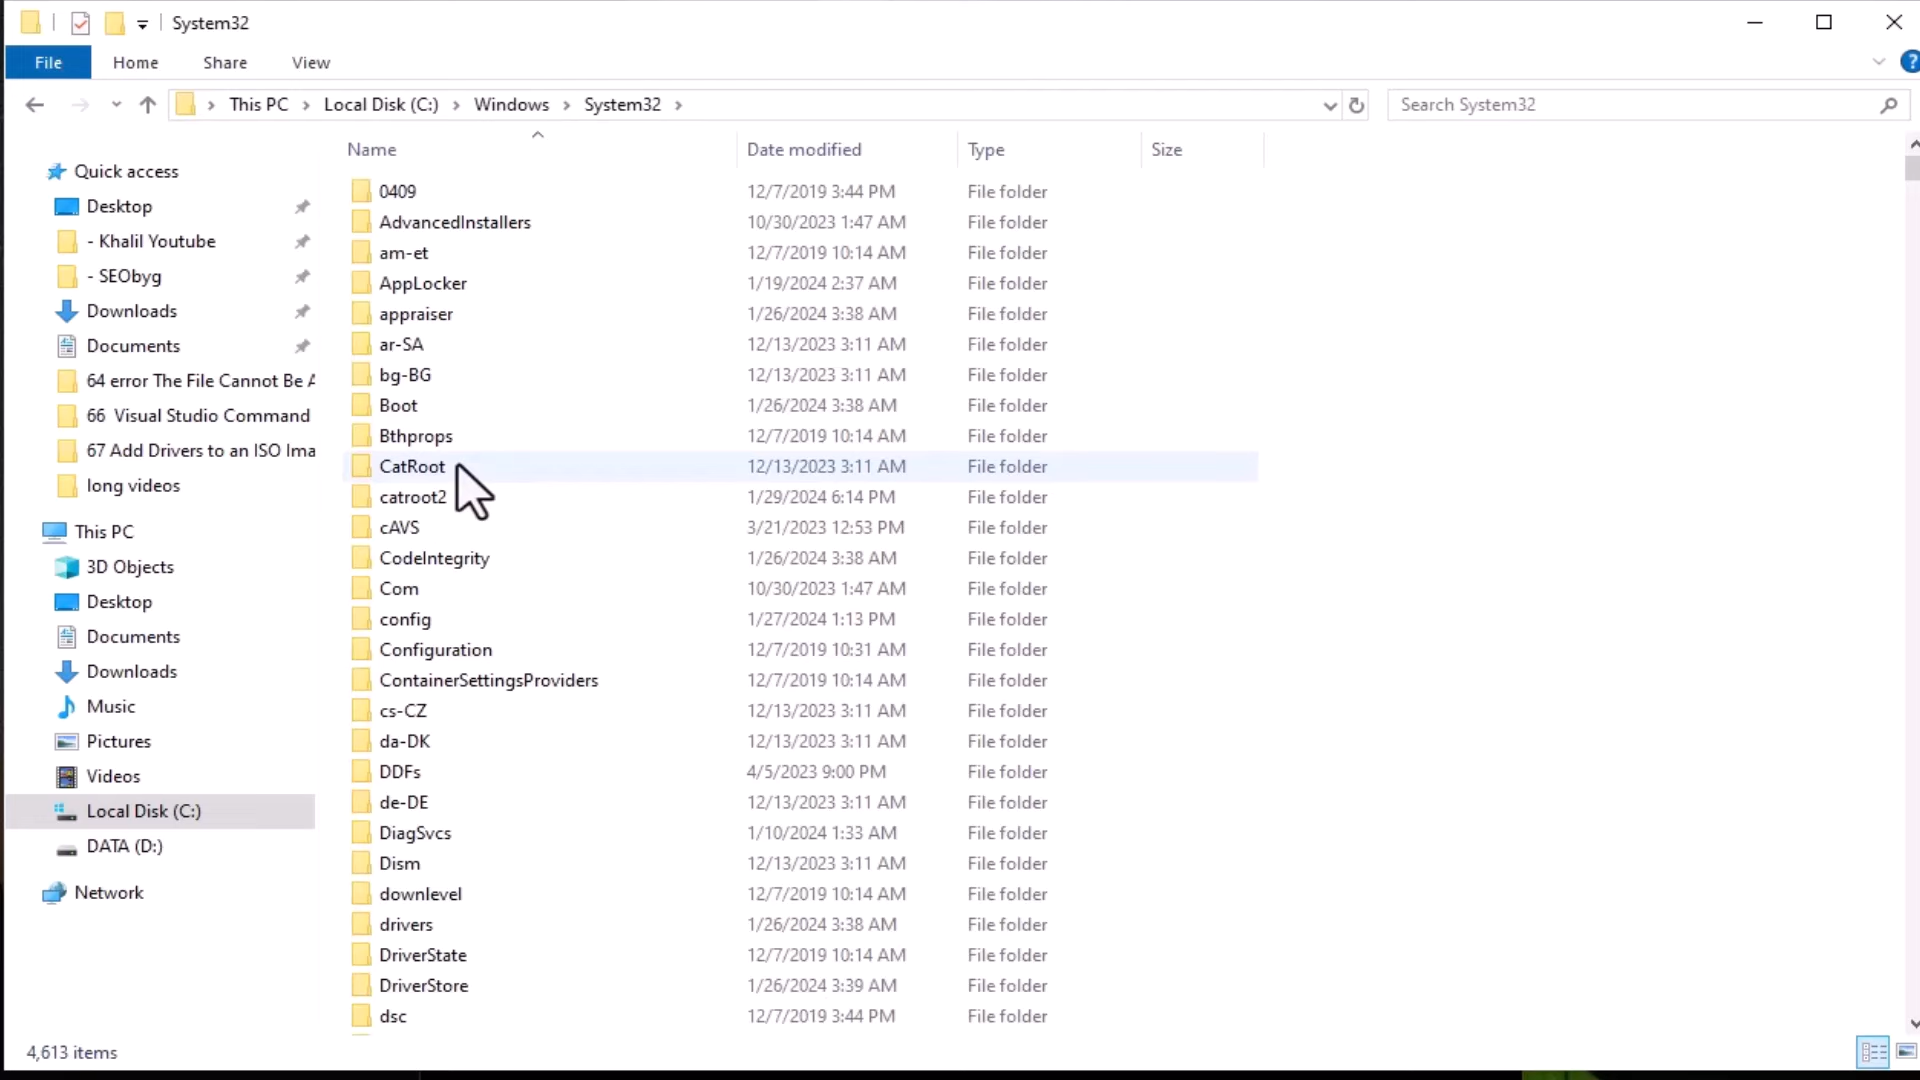 System32
File Home Share View
?
This PC Local Disk (C:) Windows System32
Search System32
Name Date modified Type Size
Quick access
Desktop
- Khalil Youtube
- SEObyg
Downloads
Documents
64 error The File Cannot Be A
66 Visual Studio Command
67 Add Drivers to an ISO Ima
long videos
This PC
3D Objects
Desktop
Documents
Downloads
Music
Pictures
Videos
Local Disk (C:)
DATA (D:)
Network
0409 12/7/2019 3:44 PM File folder
AdvancedInstallers 10/30/2023 1:47 AM File folder
am-et 12/7/2019 10:14 AM File folder
AppLocker 1/19/2024 2:37 AM File folder
appraiser 1/26/2024 3:38 AM File folder
ar-SA 12/13/2023 3:11 AM File folder
bg-BG 12/13/2023 3:11 AM File folder
Boot 1/26/2024 3:38 AM File folder
Bthprops 12/7/2019 10:14 AM File folder
CatRoot 12/13/2023 3:11 AM File folder
catroot2 1/29/2024 6:14 PM File folder
cAVS 3/21/2023 12:53 PM File folder
CodeIntegrity 1/26/2024 3:38 AM File folder
Com 10/30/2023 1:47 AM File folder
config 1/27/2024 1:13 PM File folder
Configuration 12/7/2019 10:31 AM File folder
ContainerSettingsProviders 12/7/2019 10:14 AM File folder
cs-CZ 12/13/2023 3:11 AM File folder
da-DK 12/13/2023 3:11 AM File folder
DDFs 4/5/2023 9:00 PM File folder
de-DE 12/13/2023 3:11 AM File folder
DiagSvcs 1/10/2024 1:33 AM File folder
Dism 12/13/2023 3:11 AM File folder
downlevel 12/7/2019 10:14 AM File folder
drivers 1/26/2024 3:38 AM File folder
DriverState 12/7/2019 10:14 AM File folder
DriverStore 1/26/2024 3:39 AM File folder
dsc 12/7/2019 3:44 PM File folder
4,613 items